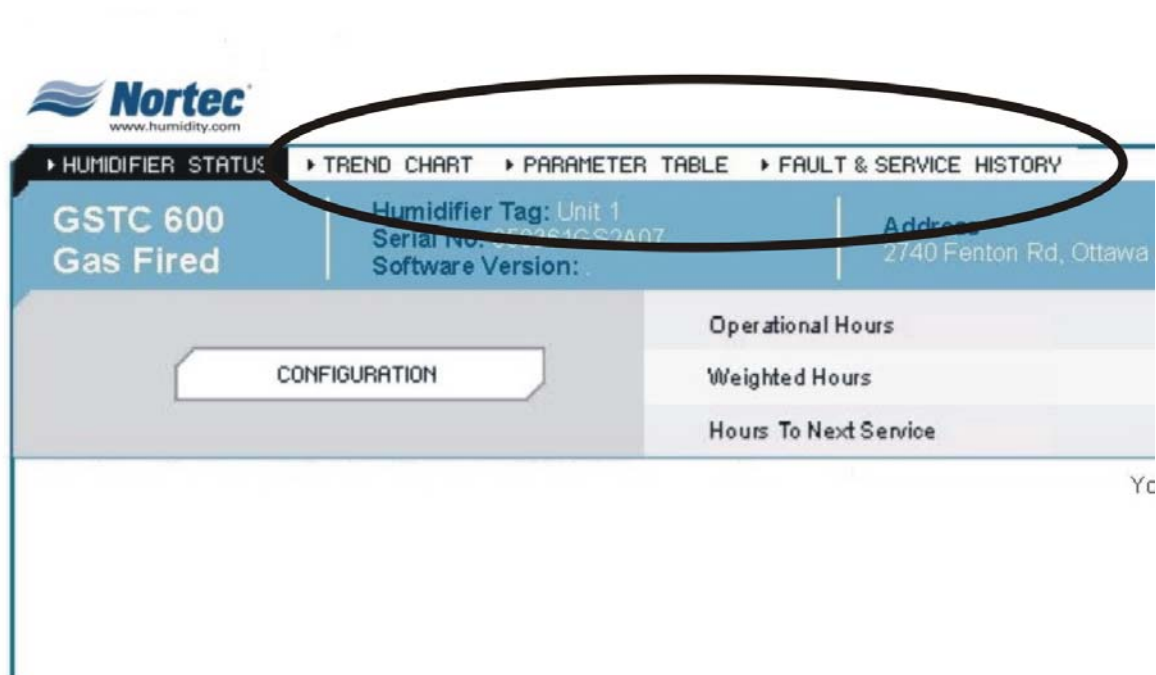 Nortec
www.humidity.com
HUMIDIFIER STATUS TREND CHART PARAMETER TABLE FAULT & SERVICE HISTORY
GSTC 600
Gas Fired
Humidifier Tag: Unit 1
Serial No:
Software Version: .
Address
2740 Fenton Rd, Ottawa
CONFIGURATION
Operational Hours
Weighted Hours
Hours To Next Service
Yo